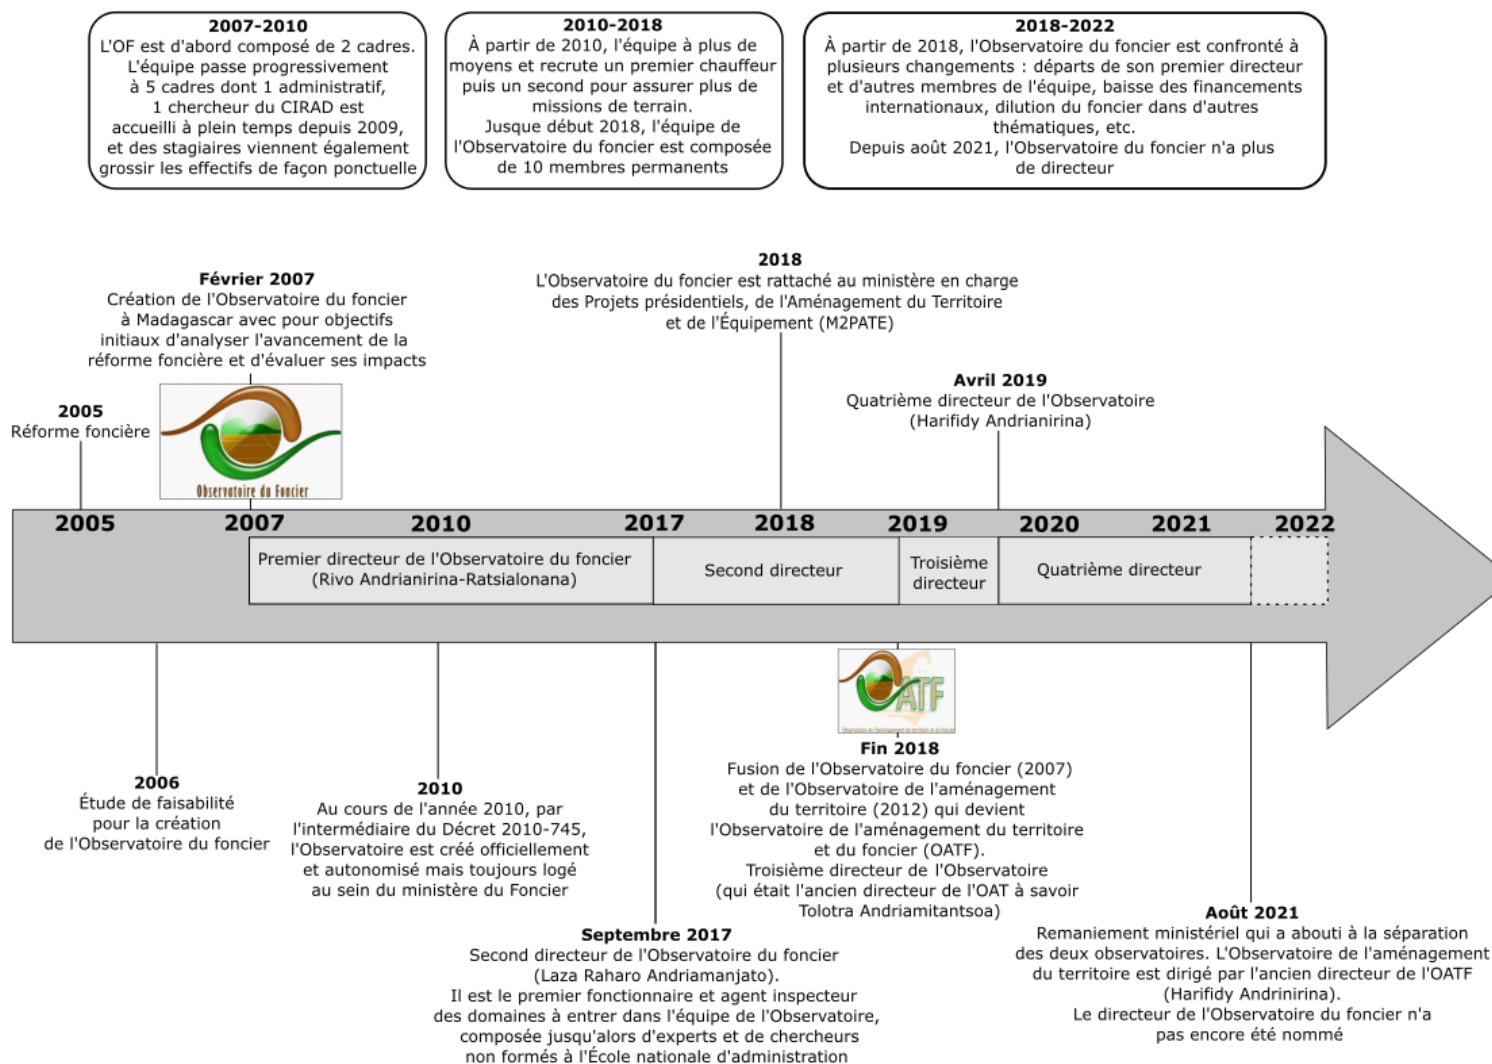 2007-2010
L'OF est d'abord composé de 2 cadres.
L'équipe passe progressivement
à 5 cadres dont 1 administratif,
1 chercheur du CIRAD est
accueilli à plein temps depuis 2009,
et des stagiaires viennent également
grossir les effectifs de façon ponctuelle
2010-2018
À partir de 2010, l'équipe à plus de
moyens et recrute un premier chauffeur
puis un second pour assurer plus de
missions de terrain.
Jusque début 2018, l'équipe de
l'Observatoire du foncier est composée
de 10 membres permanents
2018-2022
À partir de 2018, l'Observatoire du foncier est confronté à
plusieurs changements : départs de son premier directeur
et d'autres membres de l'équipe, baisse des financements
internationaux, dilution du foncier dans d'autres
thématiques, etc.
Depuis août 2021, l'Observatoire du foncier n'a plus
de directeur
Février 2007
Création de l'Observatoire du foncier
à Madagascar avec pour objectifs
initiaux d'analyser l'avancement de la
réforme foncière et d'évaluer ses impacts
2018
L'Observatoire du foncier est rattaché au ministère en charge
des Projets présidentiels, de l'Aménagement du Territoire
et de l'Équipement (M2PATE)
Avril 2019
Quatrième directeur de l'Observatoire
(Harifidy Andrianirina)
2005
Réforme foncière
Observatoire du Foncier
2005
2007
2010
2017
2018
2019
2020
2021
2022
Premier directeur de l'Observatoire du foncier
(Rivo Andrianirina-Ratsialonana)
Second directeur
Troisième
directeur
Quatrième directeur
ATF
Observatoire de l'Aménagement du territoire et du foncier
2006
Étude de faisabilité
pour la création
de l'Observatoire du foncier
2010
Au cours de l'année 2010, par
l'intermédiaire du Décret 2010-745,
l'Observatoire est créé officiellement
et autonomisé mais toujours logé
au sein du ministère du Foncier
Septembre 2017
Second directeur de l'Observatoire du foncier
(Laza Raharo Andriamanjato).
Il est le premier fonctionnaire et agent inspecteur
des domaines à entrer dans l'équipe de l'Observatoire,
composée jusqu'alors d'experts et de chercheurs
non formés à l'École nationale d'administration
Fin 2018
Fusion de l'Observatoire du foncier (2007)
et de l'Observatoire de l'aménagement
du territoire (2012) qui devient
l'Observatoire de l'aménagement du territoire
et du foncier (OATF).
Troisième directeur de l'Observatoire
(qui était l'ancien directeur de l'OAT à savoir
Tolotra Andriamitantsoa)
Août 2021
Remaniement ministériel qui a abouti à la séparation
des deux observatoires. L'Observatoire de l'aménagement
du territoire est dirigé par l'ancien directeur de l'OATF
(Harifidy Andrinirina).
Le directeur de l'Observatoire du foncier n'a
pas encore été nommé